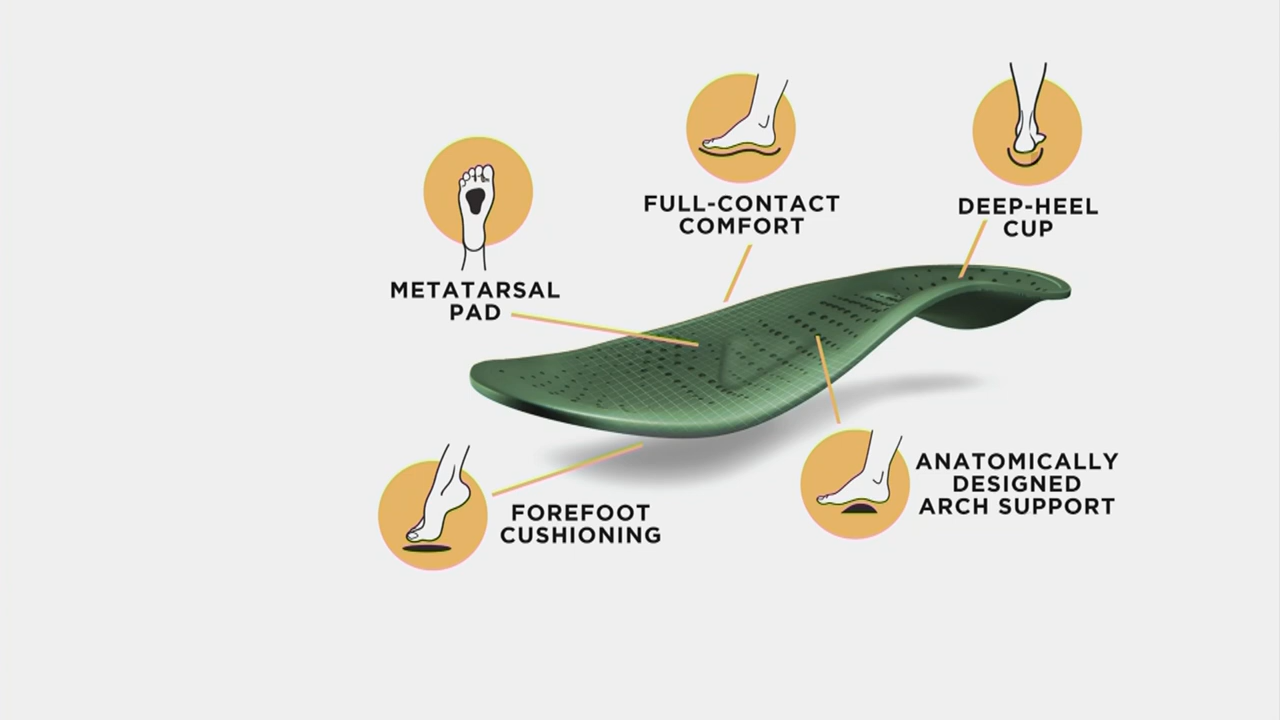 FULL-CONTACT
COMFORT
DEEP-HEEL
CUP
METATARSAL
PAD
ANATOMICALLY
DESIGNED
ARCH SUPPORT
FOREFOOT
CUSHIONING